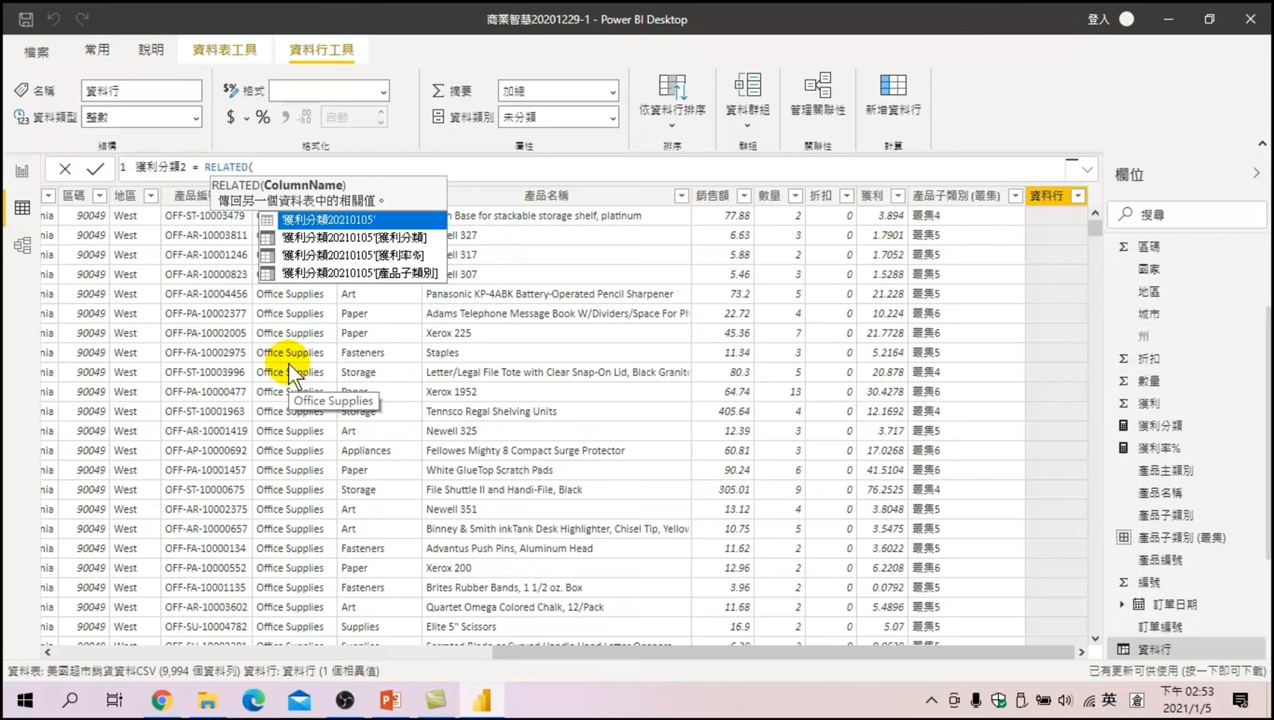 商業智慧20201229-1 - Power BI Desktop
登入
檔案 常用 說明 資料表工具 資料行工具
名稱 資料行
格式
摘要 加總
資料類型 整數
$ % 自動
資料類別 未分類
依資料行排序
資料群組
管理關聯性
新增資料行
結構 格式化 屬性 排序 群組 關聯性 計算
1 獲利分類2 = RELATED(
RELATED(ColumnName)
傳回另一個資料表中的相關值。
'獲利分類20210105'
'獲利分類20210105'[獲利分類]
'獲利分類20210105'[獲利率%]
'獲利分類20210105'[產品子類別]
區碼 地區 產品編 產品名稱 銷售額 數量 折扣 獲利 產品子類別 (叢集) 資料行
nia 90049 West OFF-ST-10003479 n Base for stackable storage shelf, platinum 77.88 2 0 3.894 叢集4
90049 West OFF-AR-10003811 ewell 327 6.63 3 0 1.7901 叢集5
nia 90049 West OFF-AR-10001246 ewell 317 5.88 2 0 1.7052 叢集5
nia 90049 West OFF-AR-10000823 ewell 307 5.46 3 0 1.5288 叢集5
nia 90049 West OFF-AR-10004456 Office Supplies Art Panasonic KP-4ABK Battery-Operated Pencil Sharpener 73.2 5 0 21.228 叢集5
nia 90049 West OFF-PA-10002377 Office Supplies Paper Adams Telephone Message Book W/Dividers/Space For Ph 22.72 4 0 10.224 叢集6
nia 90049 West OFF-PA-10002005 Office Supplies Paper Xerox 225 45.36 7 0 21.7728 叢集6
nia 90049 West OFF-FA-10002975 Office Supplies Fasteners Staples 11.34 3 0 5.2164 叢集5
nia 90049 West OFF-ST-10003996 Office Supplies Storage Letter/Legal File Tote with Clear Snap-On Lid, Black Granit 80.3 5 0 20.878 叢集4
nia 90049 West OFF-PA-10000477 Office Supplies Paper Xerox 1952 64.74 13 0 30.4278 叢集6
Office Supplies
nia 90049 West OFF-ST-10001963 Office Supplies Storage Tennsco Regal Shelving Units 405.64 4 0 12.1692 叢集4
nia 90049 West OFF-AR-10001419 Office Supplies Art Newell 325 12.39 3 0 3.717 叢集5
nia 90049 West OFF-AP-10000692 Office Supplies Appliances Fellowes Mighty 8 Compact Surge Protector 60.81 3 0 17.0268 叢集5
nia 90049 West OFF-PA-10001457 Office Supplies Paper White GlueTop Scratch Pads 90.24 6 0 41.5104 叢集6
nia 90049 West OFF-ST-10000675 Office Supplies Storage File Shuttle II and Handi-File, Black 305.01 9 0 76.2525 叢集4
nia 90049 West OFF-AR-10002375 Office Supplies Art Newell 351 13.12 4 0 3.8048 叢集5
nia 90049 West OFF-AR-10000657 Office Supplies Art Binney & Smith inkTank Desk Highlighter, Chisel Tip, Yellow 10.75 5 0 3.5475 叢集5
nia 90049 West OFF-FA-10000134 Office Supplies Fasteners Advantus Push Pins, Aluminum Head 11.62 2 0 3.6022 叢集5
nia 90049 West OFF-PA-10000552 Office Supplies Paper Xerox 200 12.96 2 0 6.2208 叢集6
nia 90049 West OFF-FA-10001135 Office Supplies Fasteners Brites Rubber Bands, 1 1/2 oz. Box 3.96 2 0 0.0792 叢集5
nia 90049 West OFF-AR-10003602 Office Supplies Art Quartet Omega Colored Chalk, 12/Pack 11.68 2 0 5.4896 叢集5
nia 90049 West OFF-SU-10004782 Office Supplies Supplies Elite 5" Scissors 16.9 2 0 5.07 叢集5
欄位
搜尋
區碼
國家
地區
城市
州
折扣
數量
獲利
獲利分類
獲利率%
產品主類別
產品名稱
產品子類別
產品子類別 (叢集)
產品編號
編號
訂單日期
訂單編號
資料行
資料表: 美國超市銷貨資料CSV (9,994 個資料列) 資料行: 資料行 (1 個相異值)
已有更新可供使用 (按一下即可下載)
英
下午 02:53
2021/1/5